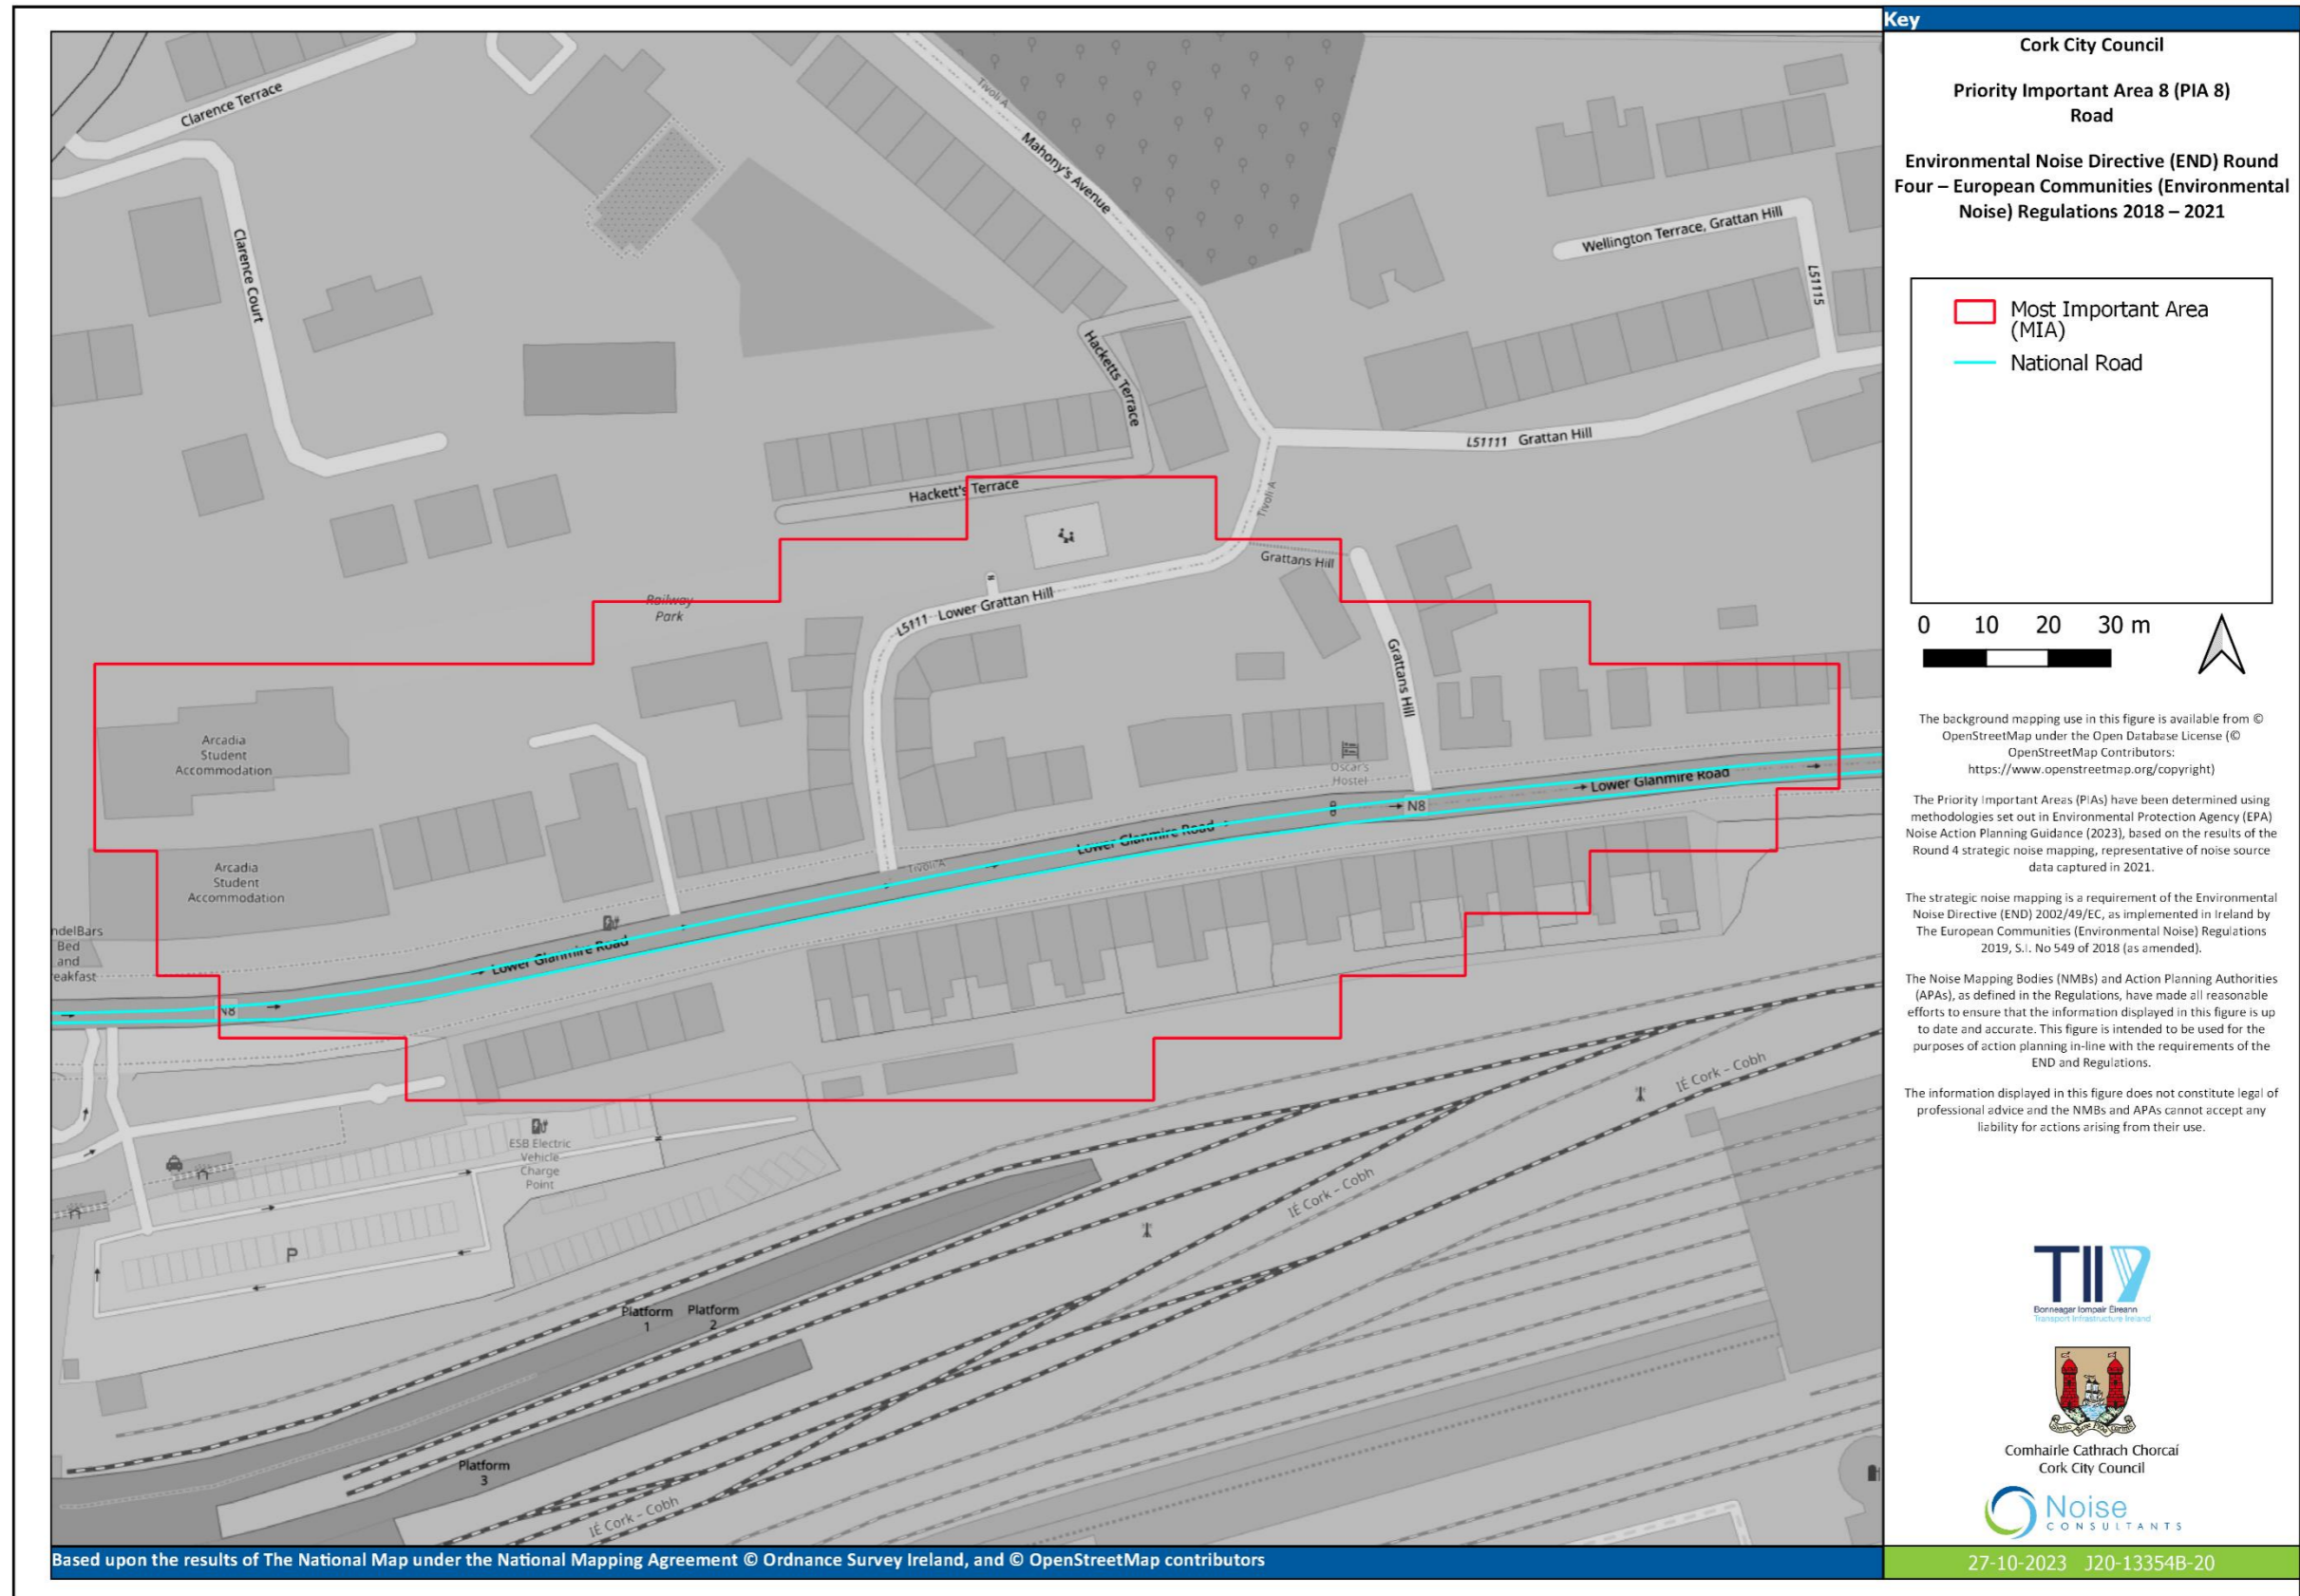 Key
Cork City Council
Priority Important Area 8 (PIA 8)
Road
Environmental Noise Directive (END) Round
Four – European Communities (Environmental
Noise) Regulations 2018 – 2021
Most Important Area
(MIA)
National Road
0 10 20 30 m
The background mapping use in this figure is available from ©
OpenStreetMap under the Open Database License (©
OpenStreetMap Contributors:
https://www.openstreetmap.org/copyright)
The Priority Important Areas (PIAs) have been determined using
methodologies set out in Environmental Protection Agency (EPA)
Noise Action Planning Guidance (2023), based on the results of the
Round 4 strategic noise mapping, representative of noise source
data captured in 2021.
The strategic noise mapping is a requirement of the Environmental
Noise Directive (END) 2002/49/EC, as implemented in Ireland by
The European Communities (Environmental Noise) Regulations
2019, S.I. No 549 of 2018 (as amended).
The Noise Mapping Bodies (NMBs) and Action Planning Authorities
(APAs), as defined in the Regulations, have made all reasonable
efforts to ensure that the information displayed in this figure is up
to date and accurate. This figure is intended to be used for the
purposes of action planning in-line with the requirements of the
END and Regulations.
The information displayed in this figure does not constitute legal of
professional advice and the NMBs and APAs cannot accept any
liability for actions arising from their use.
TII
Bonneagar Iompair Éireann
Transport Infrastructure Ireland
Comhairle Cathrach Chorcaí
Cork City Council
Noise
CONSULTANTS
27-10-2023 J20-13354B-20
Clarence Terrace
Clarence Court
Tivoli A
Mahony's Avenue
Wellington Terrace, Grattan Hill
L51115
Hacketts Terrace
L51111 Grattan Hill
Hackett's Terrace
Tivoli A
Grattans Hill
Railway
Park
L5111 Lower Grattan Hill
Grattans Hill
Arcadia
Student
Accommodation
Oscar's
Hostel
Lower Glanmire Road
N8
Lower Glanmire Road
Tivoli A
Arcadia
Student
Accommodation
ndelBars
Bed
and
eakfast
Lower Glanmire Road
N8
ESB Electric
Vehicle
Charge
Point
P
IÉ Cork - Cobh
IÉ Cork - Cobh
Platform
1
Platform
2
Platform
3
IÉ Cork - Cobh
Based upon the results of The National Map under the National Mapping Agreement © Ordnance Survey Ireland, and © OpenStreetMap contributors